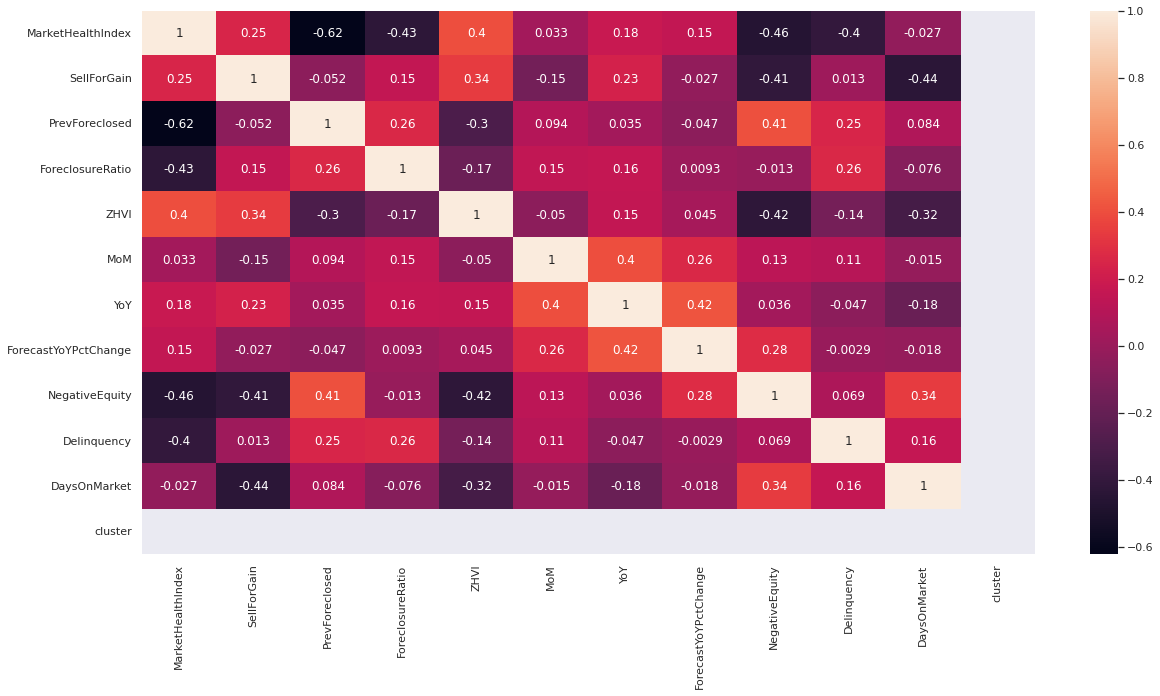 MarketHealthIndex 1 0.25 -0.62 -0.43 0.4 0.033 0.18 0.15 -0.46 -0.4 -0.027
SellForGain 0.25 1 -0.052 0.15 0.34 -0.15 0.23 -0.027 -0.41 0.013 -0.44
PrevForeclosed -0.62 -0.052 1 0.26 -0.3 0.094 0.035 -0.047 0.41 0.25 0.084
ForeclosureRatio -0.43 0.15 0.26 1 -0.17 0.15 0.16 0.0093 -0.013 0.26 -0.076
ZHVI 0.4 0.34 -0.3 -0.17 1 -0.05 0.15 0.045 -0.42 -0.14 -0.32
MoM 0.033 -0.15 0.094 0.15 -0.05 1 0.4 0.26 0.13 0.11 -0.015
YoY 0.18 0.23 0.035 0.16 0.15 0.4 1 0.42 0.036 -0.047 -0.18
ForecastYoYPctChange 0.15 -0.027 -0.047 0.0093 0.045 0.26 0.42 1 0.28 -0.0029 -0.018
NegativeEquity -0.46 -0.41 0.41 -0.013 -0.42 0.13 0.036 0.28 1 0.069 0.34
Delinquency -0.4 0.013 0.25 0.26 -0.14 0.11 -0.047 -0.0029 0.069 1 0.16
DaysOnMarket -0.027 -0.44 0.084 -0.076 -0.32 -0.015 -0.18 -0.018 0.34 0.16 1
cluster
MarketHealthIndex
SellForGain
PrevForeclosed
ForeclosureRatio
ZHVI
MoM
YoY
ForecastYoYPctChange
NegativeEquity
Delinquency
DaysOnMarket
cluster
1.0
0.8
0.6
0.4
0.2
0.0
−0.2
−0.4
−0.6